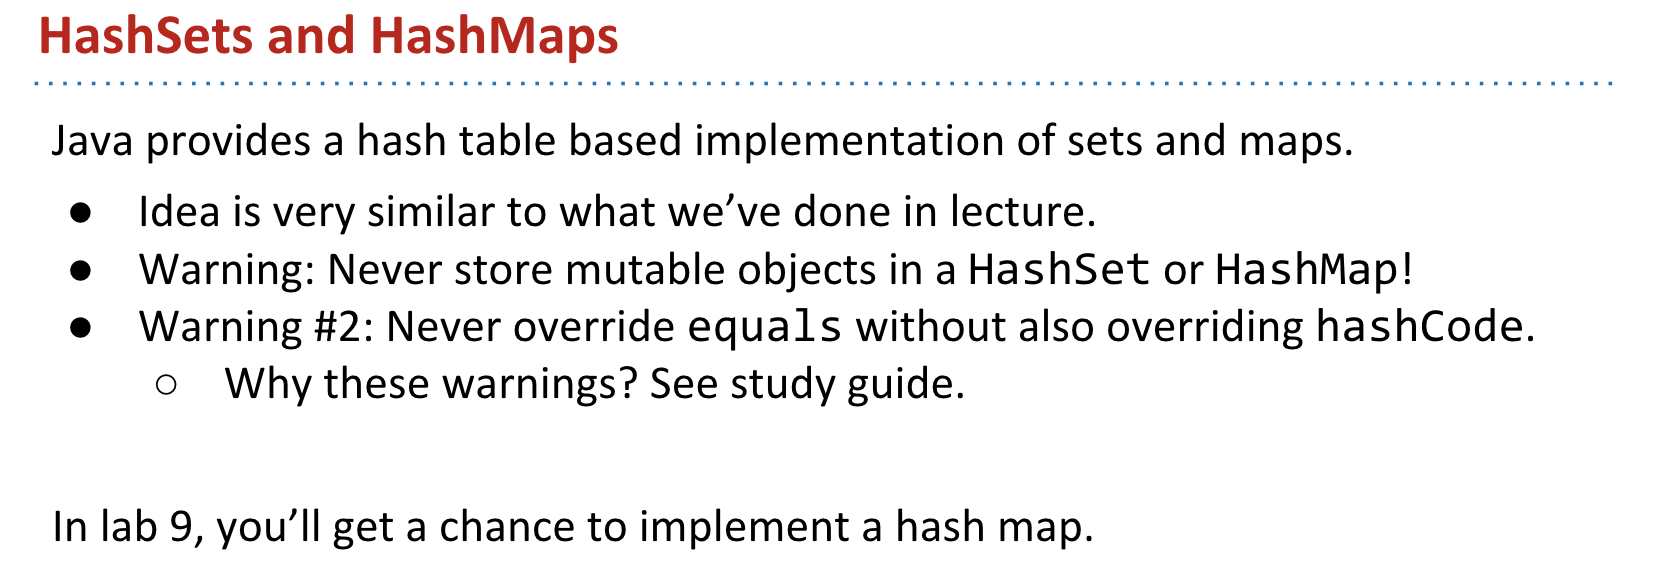 HashSets and HashMaps
Java provides a hash table based implementation of sets and maps.
● Idea is very similar to what we’ve done in lecture.
● Warning: Never store mutable objects in a HashSet or HashMap!
● Warning #2: Never override equals without also overriding hashCode.
○ Why these warnings? See study guide.
In lab 9, you’ll get a chance to implement a hash map.